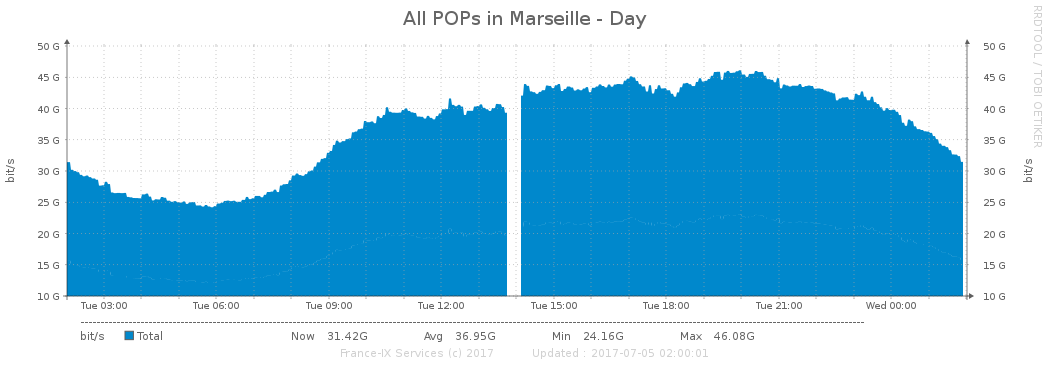 All POPs in Marseille - Day
RRDTOOL / TOBI OETIKER
bit/s
50 G 50 G
45 G 45 G
40 G 40 G
35 G 35 G
30 G 30 G
25 G 25 G
20 G 20 G
15 G 15 G
10 G 10 G
bit/s
Tue 03:00 Tue 06:00 Tue 09:00 Tue 12:00 Tue 15:00 Tue 18:00 Tue 21:00 Wed 00:00
bit/s Total Now 31.42G Avg 36.95G Min 24.16G Max 46.08G
France-IX Services (c) 2017 Updated : 2017-07-05 02:00:01